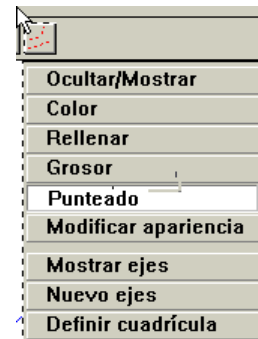 Ocultar/Mostrar
Color
Rellenar
Grosor
Punteado
Modificar apariencia
Mostrar ejes
Nuevo ejes
Definir cuadrícula